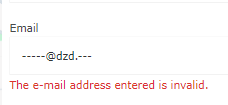 Email
-----@dzd.---
The e-mail address entered is invalid.